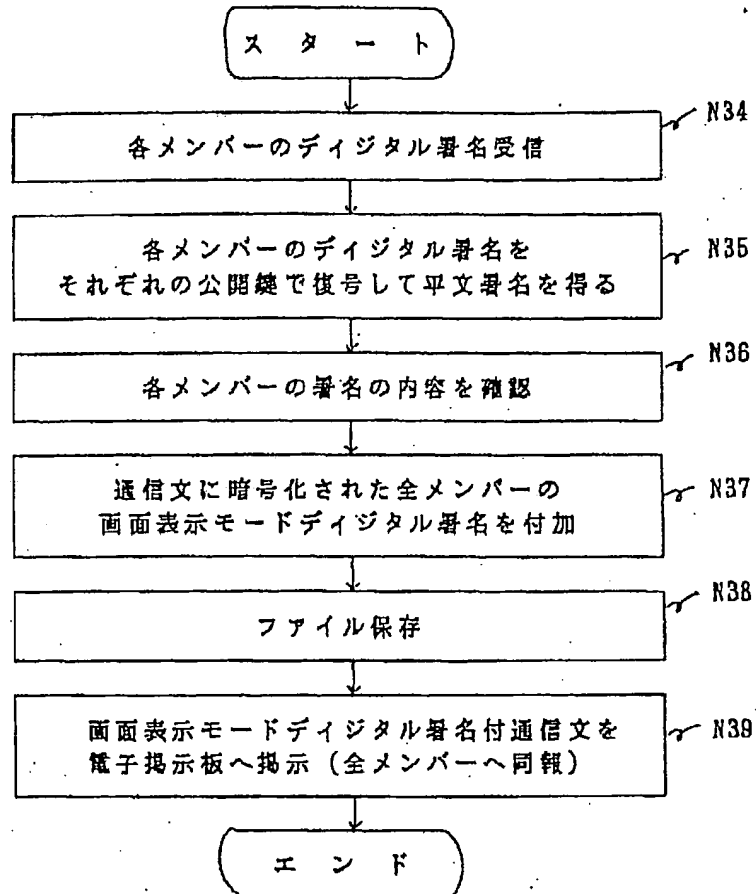 スタート
N34
各メンバーのディジタル署名受信
N35
各メンバーのディジタル署名を
それぞれの公開鍵で復号して平文署名を得る
N36
各メンバーの署名の内容を確認
N37
通信文に暗号化された全メンバーの
画面表示モードディジタル署名を付加
N38
ファイル保存
N39
画面表示モードディジタル署名付通信文を
電子掲示板へ掲示（全メンバーへ同報）
エンド